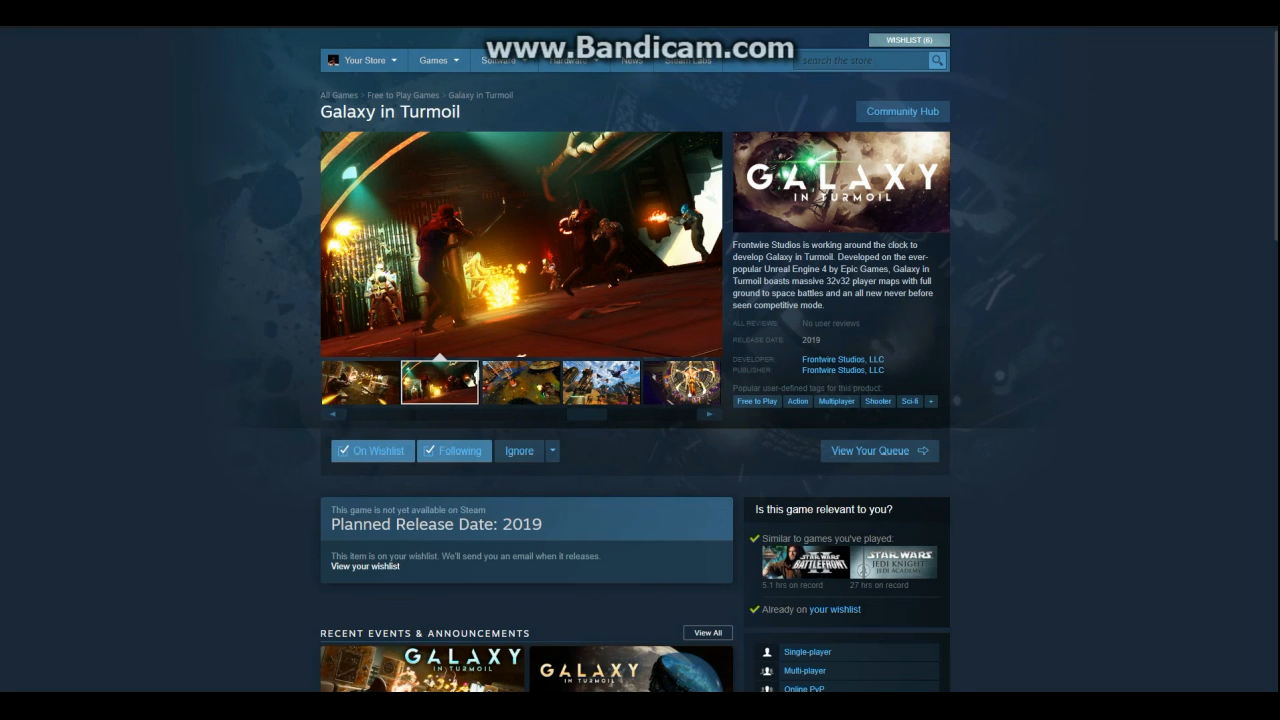 www.Bandicam.com
WISHLIST (6)
Your Store
Games
Software
Hardware
News
Steam Labs
search the store
All Games > Free to Play Games > Galaxy in Turmoil
Galaxy in Turmoil
Community Hub
GALAXY
IN TURMOIL
Frontwire Studios is working around the clock to
develop Galaxy in Turmoil. Developed on the ever-
popular Unreal Engine 4 by Epic Games, Galaxy in
Turmoil boasts massive 32v32 player maps with full
ground to space battles and an all new never before
seen competitive mode.
ALL REVIEWS: No user reviews
RELEASE DATE: 2019
DEVELOPER: Frontwire Studios, LLC
PUBLISHER: Frontwire Studios, LLC
Popular user-defined tags for this product:
Free to Play Action Multiplayer Shooter Sci-fi +
On Wishlist
Following
Ignore
View Your Queue
This game is not yet available on Steam
Planned Release Date: 2019
This item is on your wishlist. We'll send you an email when it releases.
View your wishlist
Is this game relevant to you?
Similar to games you've played:
STAR WARS
BATTLEFRONT
II
STAR WARS
JEDI KNIGHT
JEDI ACADEMY
5.1 hrs on record
27 hrs on record
Already on your wishlist
RECENT EVENTS & ANNOUNCEMENTS
View All
GALAXY
IN TURMOIL
GALAXY
IN TURMOIL
Single-player
Multi-player
Online PvP